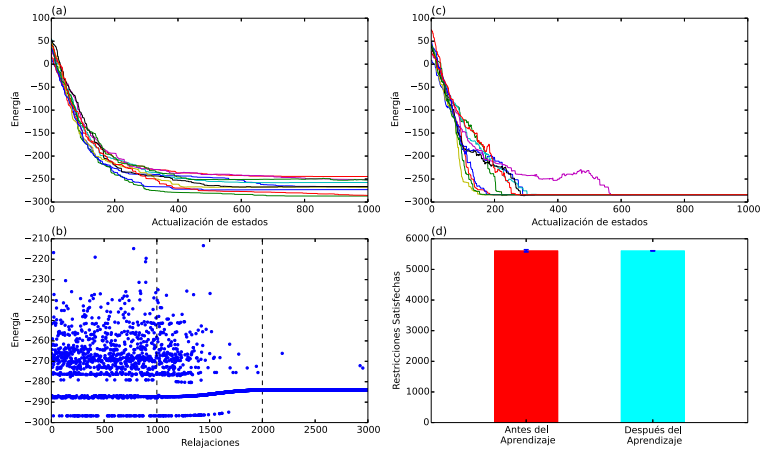 (a)
100
50
0
−50
−100
−150
−200
−250
−300
Energía
0 200 400 600 800 1000
Actualización de estados
(c)
100
50
0
−50
−100
−150
−200
−250
−300
Energía
0 200 400 600 800 1000
Actualización de estados
(b)
−210
−220
−230
−240
−250
−260
−270
−280
−290
−300
Energía
0 500 1000 1500 2000 2500 3000
Relajaciones
(d)
6000
5000
4000
3000
2000
1000
0
Restricciones Satisfechas
Antes del
Aprendizaje
Después del
Aprendizaje